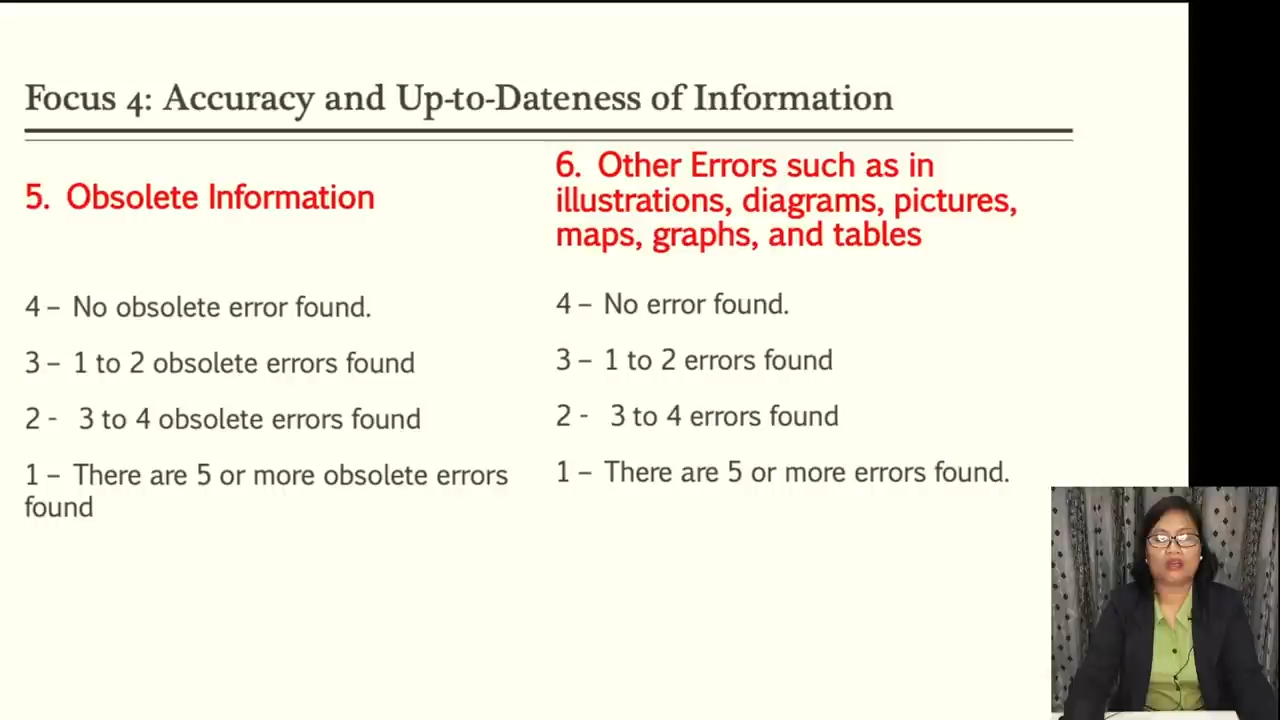 Focus 4: Accuracy and Up-to-Dateness of Information
5. Obsolete Information
4 – No obsolete error found.
3 – 1 to 2 obsolete errors found
2 - 3 to 4 obsolete errors found
1 – There are 5 or more obsolete errors
found
6. Other Errors such as in
illustrations, diagrams, pictures,
maps, graphs, and tables
4 – No error found.
3 – 1 to 2 errors found
2 - 3 to 4 errors found
1 – There are 5 or more errors found.